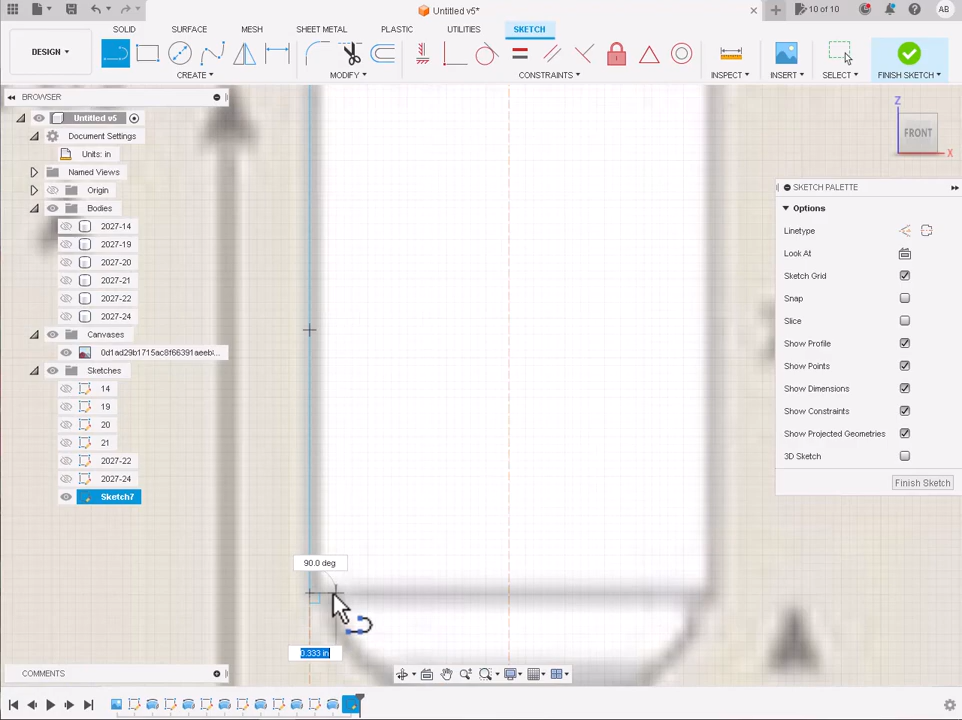 Untitled v5*
10 of 10
AB
DESIGN
SOLID
SURFACE
MESH
SHEET METAL
PLASTIC
UTILITIES
SKETCH
CREATE
MODIFY
CONSTRAINTS
INSPECT
INSERT
SELECT
FINISH SKETCH
BROWSER
Untitled v5
Document Settings
Units: in
Named Views
Origin
Bodies
2027-14
2027-19
2027-20
2027-21
2027-22
2027-24
Canvases
0d1ad29b1715ac8f66391aeeb\...
Sketches
14
19
20
21
2027-22
2027-24
Sketch7
Z
FRONT
X
SKETCH PALETTE
Options
Linetype
Look At
Sketch Grid
Snap
Slice
Show Profile
Show Points
Show Dimensions
Show Constraints
Show Projected Geometries
3D Sketch
Finish Sketch
90.0 deg
0.333 in
COMMENTS